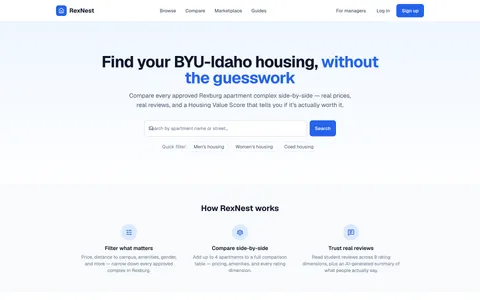 RexNest
Browse
Compare
Marketplace
Guides
For managers
Log in
Sign up
Find your BYU-Idaho housing, without
the guesswork
Compare every approved Rexburg apartment complex side-by-side — real prices,
real reviews, and a Housing Value Score that tells you if it's actually worth it.
Search by apartment name or street...
Search
Quick filter:
Men's housing
Women's housing
Coed housing
How RexNest works
Filter what matters
Price, distance to campus, amenities, gender,
and more — narrow down every approved
complex in Rexburg.
Compare side-by-side
Add up to 4 apartments to a full comparison
table — pricing, amenities, and every rating
dimension.
Trust real reviews
Read student reviews across 9 rating
dimensions, plus an AI-generated summary of
what people actually say.